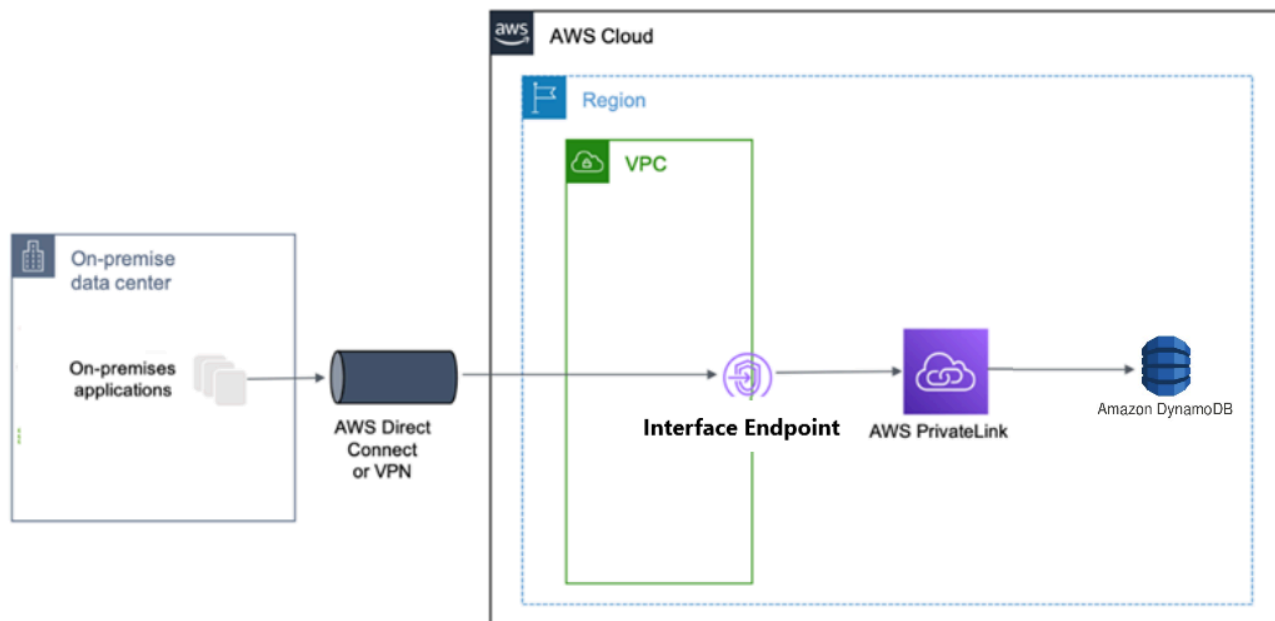 aws
AWS Cloud
Region
VPC
On-premise
data center
On-premises
applications
AWS Direct
Connect
or VPN
Interface Endpoint
AWS PrivateLink
Amazon DynamoDB